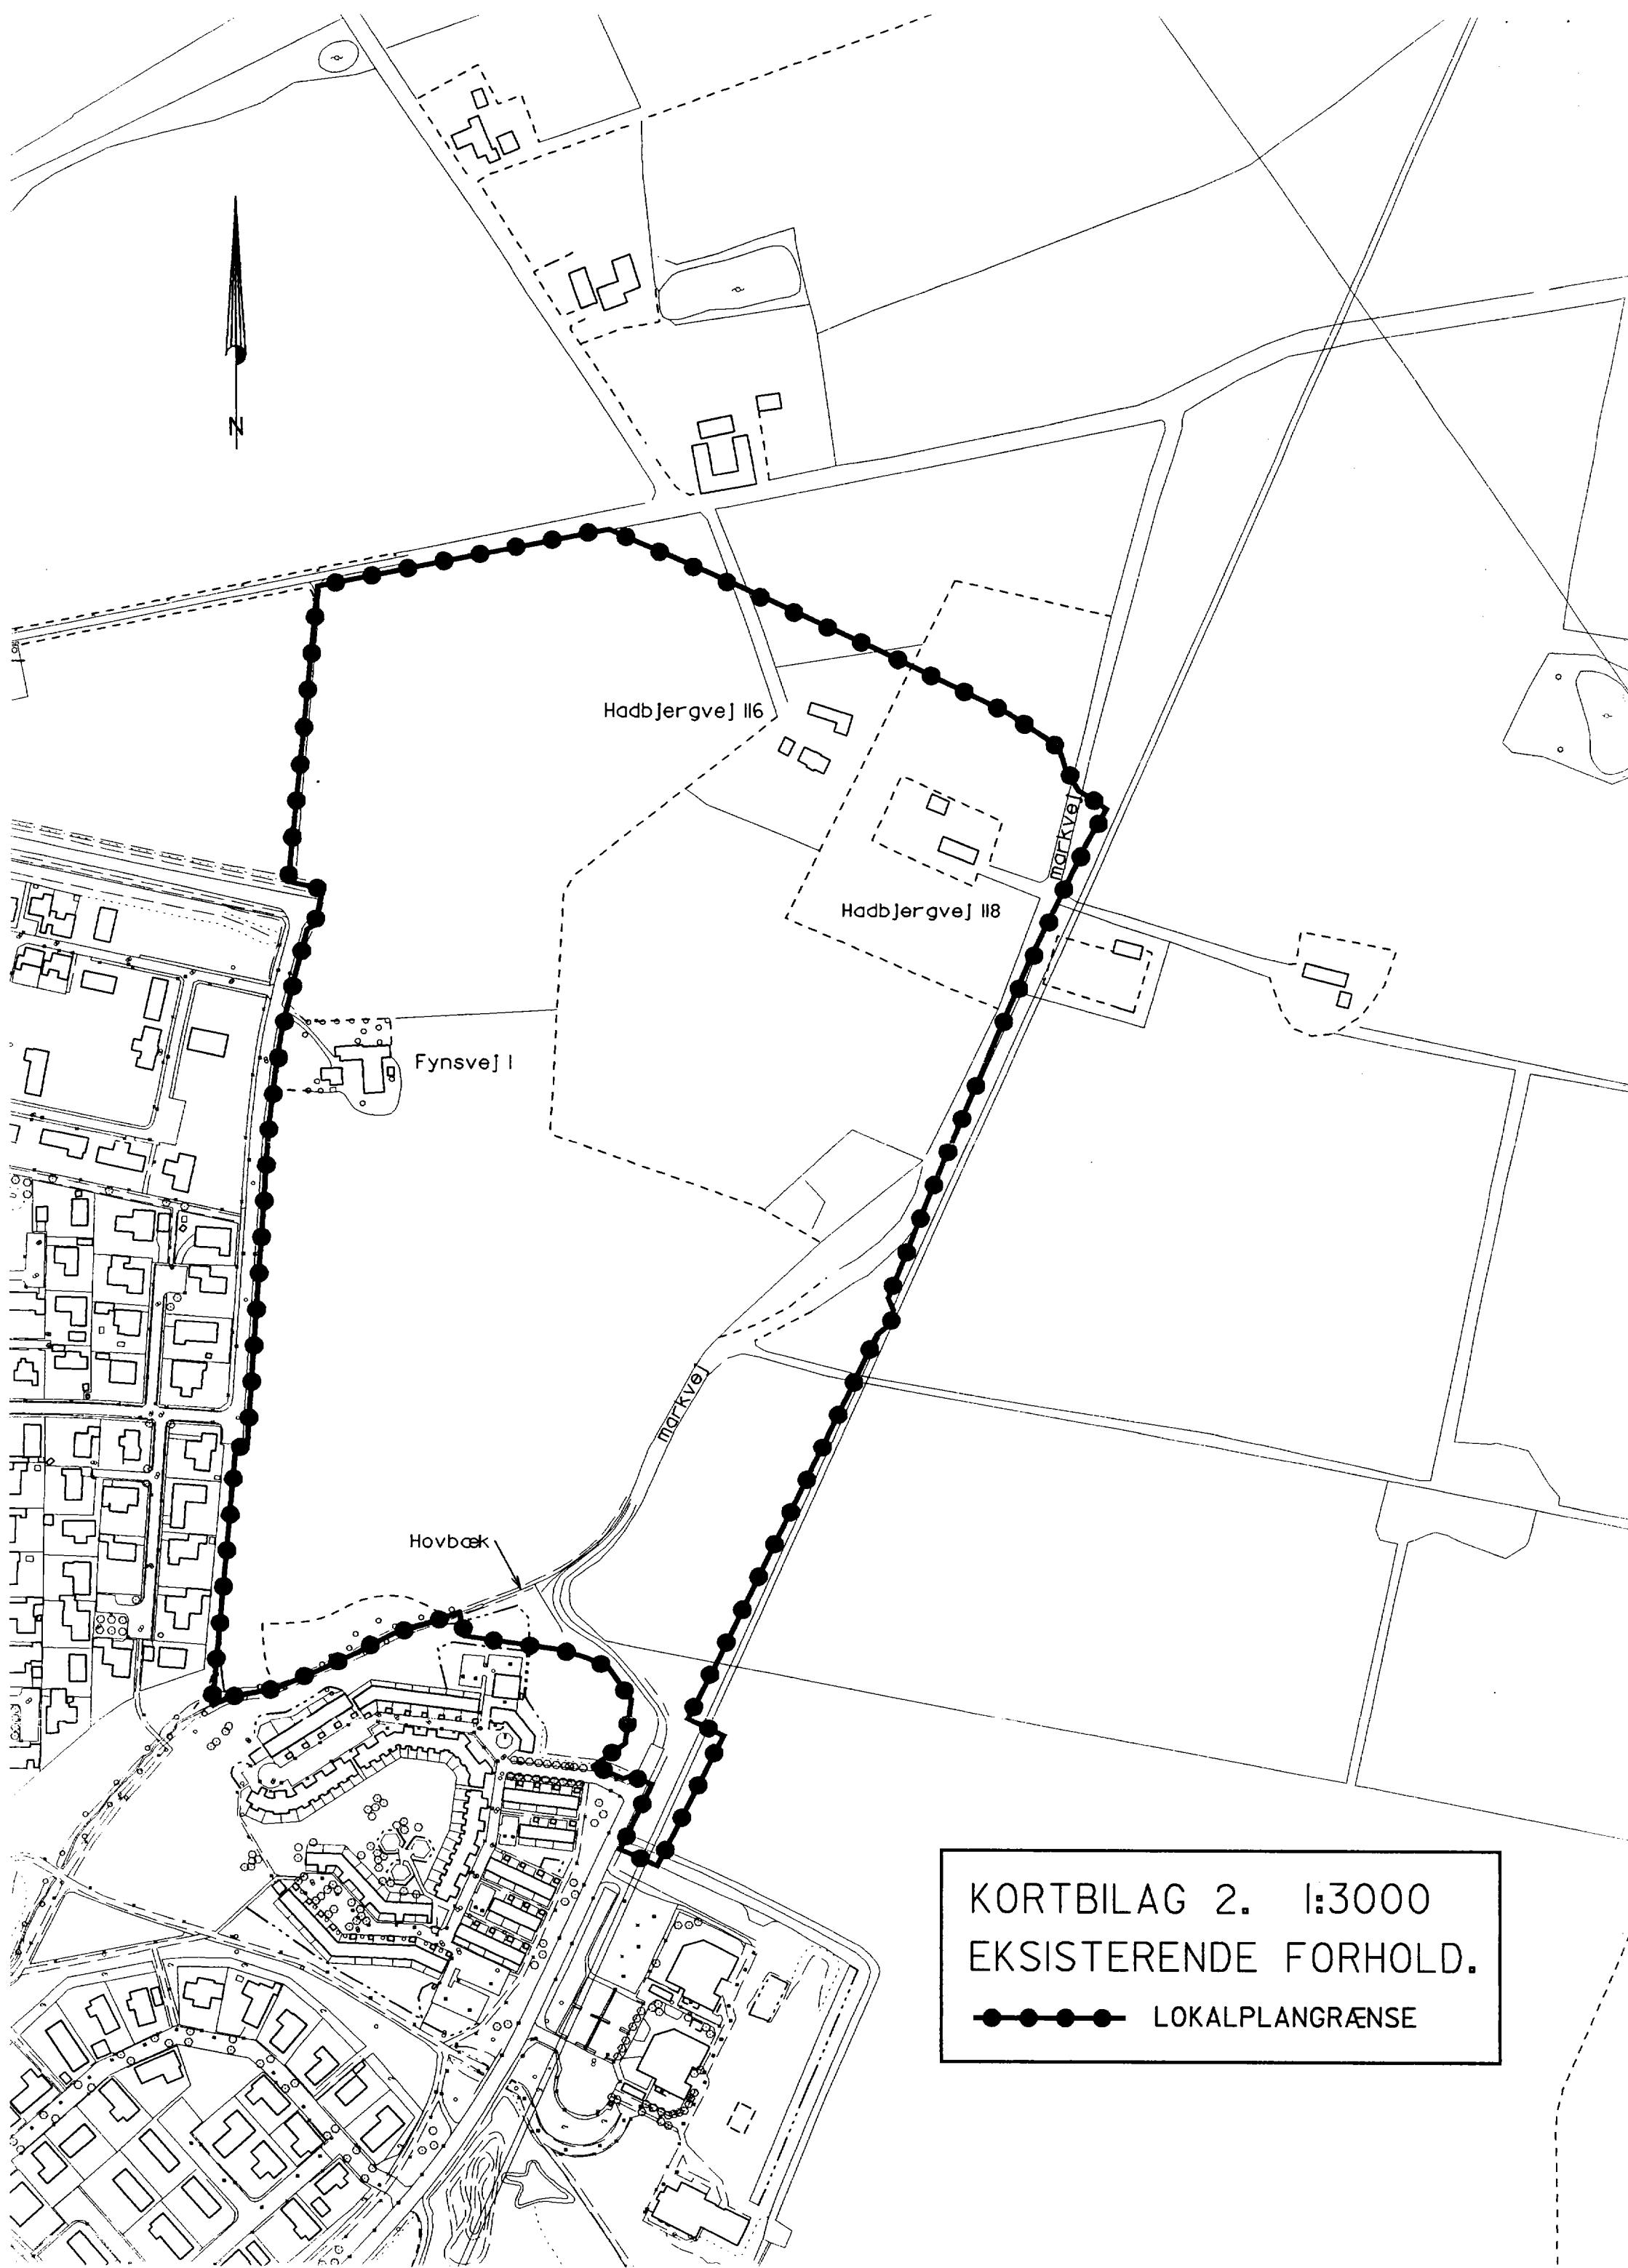 N
Hadbjergvej 116
markvej
Hadbjergvej 118
Fynsvej 1
markvej
Hovbæk
KORTBILAG 2. 1:3000
EKSISTERENDE FORHOLD.
LOKALPLANGRÆNSE